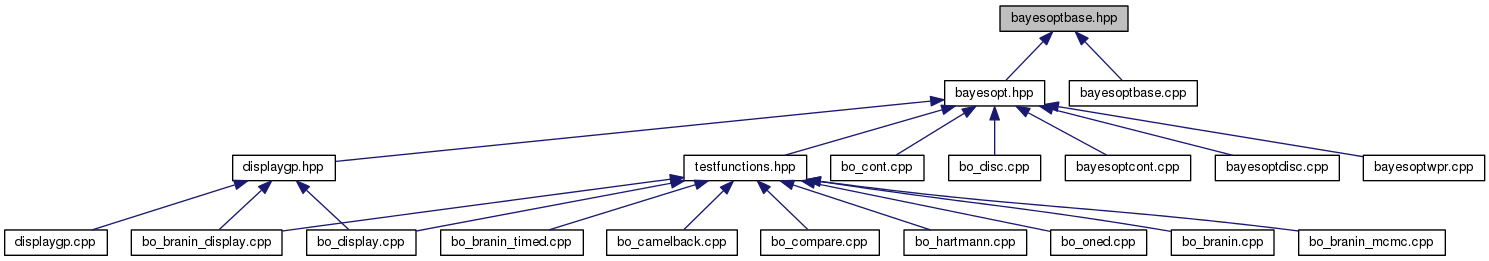 bayesoptbase.hpp
bayesopt.hpp
bayesoptbase.cpp
displaygp.hpp
testfunctions.hpp
bo_cont.cpp
bo_disc.cpp
bayesoptcont.cpp
bayesoptdisc.cpp
bayesoptwpr.cpp
displaygp.cpp
bo_branin_display.cpp
bo_display.cpp
bo_branin_timed.cpp
bo_camelback.cpp
bo_compare.cpp
bo_hartmann.cpp
bo_oned.cpp
bo_branin.cpp
bo_branin_mcmc.cpp